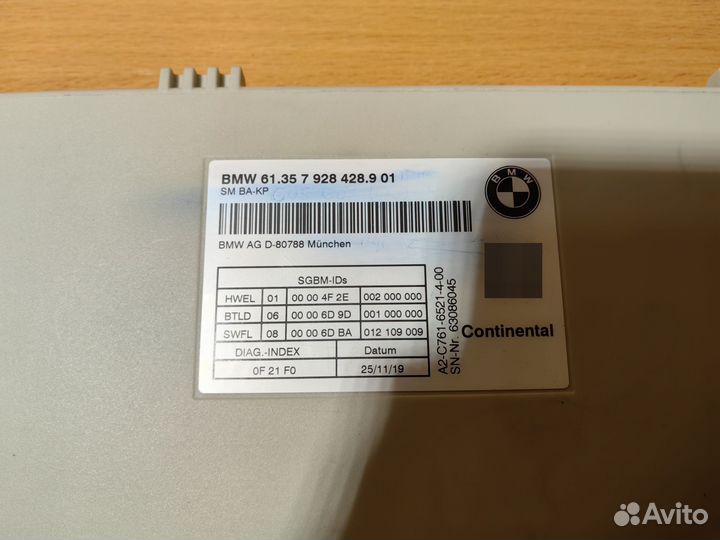 BMW 61.35 7 928 428.9 01
SM BA-KP
BMW AG D-80788 München
BMW
SGBM-IDs
HWEL 01 00 00 4F 2E 002 000 000
BTLD 06 00 00 6D 9D 001 000 000
SWFL 08 00 00 6D BA 012 109 009
DIAG.-INDEX Datum
0F 21 F0 25/11/19
A2-C761-6521-4-00
SN-Nr. 63086045
Continental
Avito